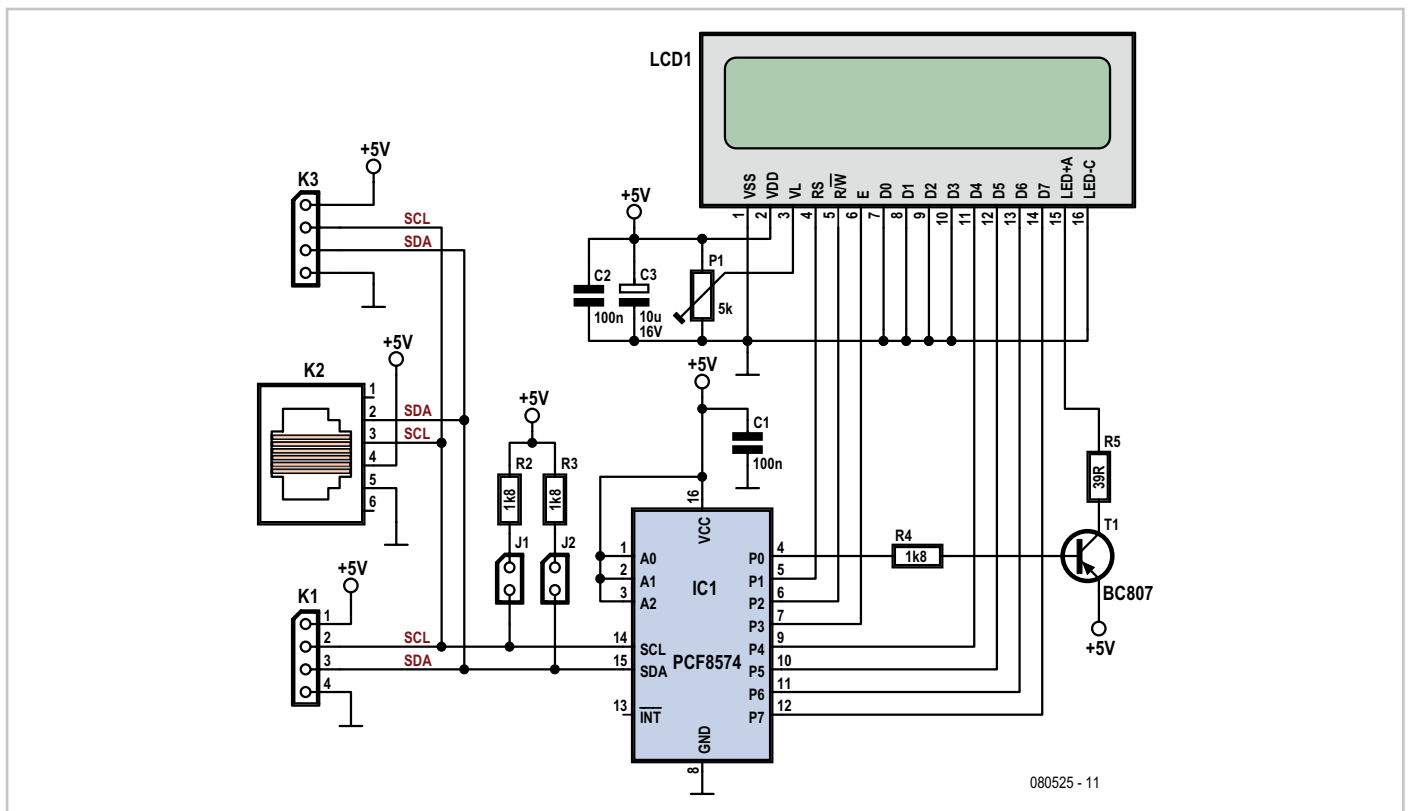 LCD1
VSS
VDD
VL
RS
R/W
E
D0
D1
D2
D3
D4
D5
D6
D7
LED+A
LED-C
1
2
3
4
5
6
7
8
9
10
11
12
13
14
15
16
+5V
K3
SCL
SDA
+5V
C2
100n
C3
10u
16V
P1
5k
+5V
K2
1
2
3
4
5
6
SDA
SCL
+5V
R2
1k8
R3
1k8
J1
J2
+5V
C1
100n
+5V
K1
1
2
3
4
SCL
SDA
16
VCC
1
A0
2
A1
3
A2
14
SCL
15
SDA
13
INT
IC1
PCF8574
GND
8
P0
4
P1
5
P2
6
P3
7
P4
9
P5
10
P6
11
P7
12
R4
1k8
R5
39R
T1
BC807
+5V
080525 - 11